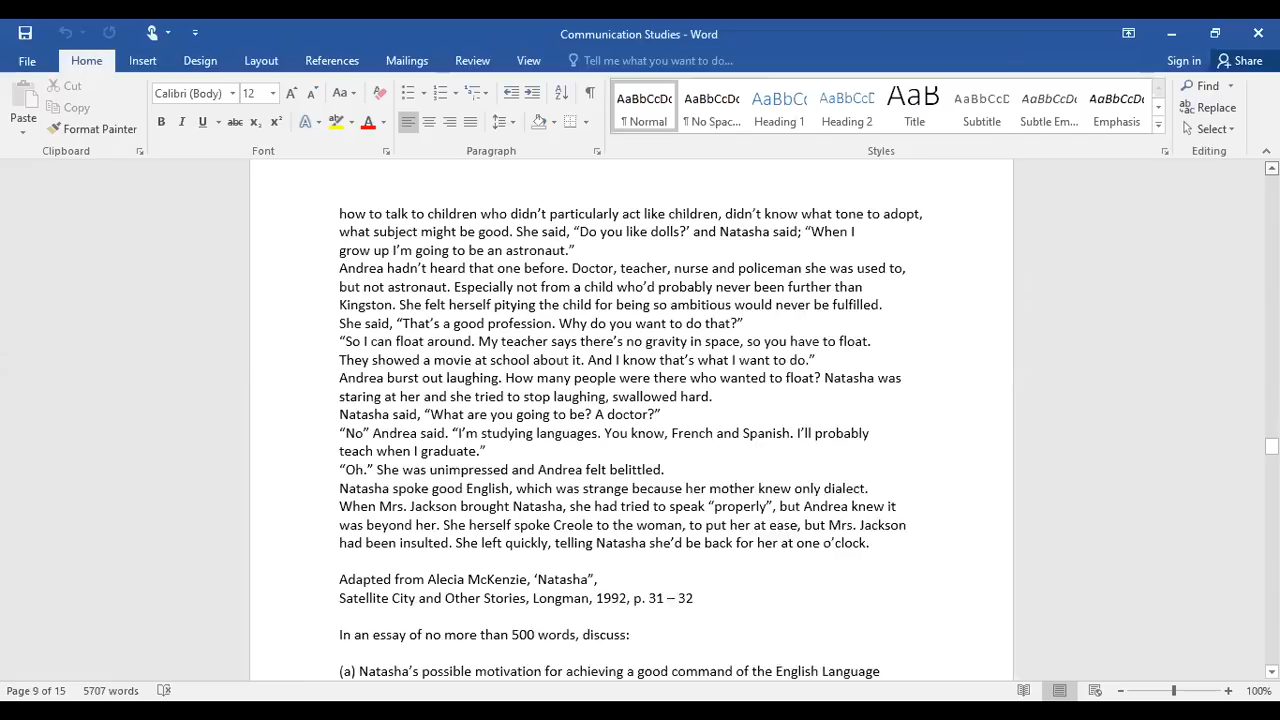 Communication Studies - Word
File Home Insert Design Layout References Mailings Review View Tell me what you want to do... Sign in Share
Cut
Copy
Format Painter
Paste
Clipboard
Calibri (Body) 12
Font
Paragraph
AaBbCcDc AaBbCcDc AaBbCc AaBbCcD AaB AaBbCcD AaBbCcDc AaBbCcDc
¶ Normal ¶ No Spac... Heading 1 Heading 2 Title Subtitle Subtle Em... Emphasis
Styles
Find
Replace
Select
Editing
how to talk to children who didn’t particularly act like children, didn’t know what tone to adopt,
what subject might be good. She said, “Do you like dolls?’ and Natasha said; “When I
grow up I’m going to be an astronaut.”
Andrea hadn’t heard that one before. Doctor, teacher, nurse and policeman she was used to,
but not astronaut. Especially not from a child who’d probably never been further than
Kingston. She felt herself pitying the child for being so ambitious would never be fulfilled.
She said, “That’s a good profession. Why do you want to do that?”
“So I can float around. My teacher says there’s no gravity in space, so you have to float.
They showed a movie at school about it. And I know that’s what I want to do.”
Andrea burst out laughing. How many people were there who wanted to float? Natasha was
staring at her and she tried to stop laughing, swallowed hard.
Natasha said, “What are you going to be? A doctor?”
“No” Andrea said. “I’m studying languages. You know, French and Spanish. I’ll probably
teach when I graduate.”
“Oh.” She was unimpressed and Andrea felt belittled.
Natasha spoke good English, which was strange because her mother knew only dialect.
When Mrs. Jackson brought Natasha, she had tried to speak “properly”, but Andrea knew it
was beyond her. She herself spoke Creole to the woman, to put her at ease, but Mrs. Jackson
had been insulted. She left quickly, telling Natasha she’d be back for her at one o’clock.
Adapted from Alecia McKenzie, ‘Natasha”,
Satellite City and Other Stories, Longman, 1992, p. 31 – 32
In an essay of no more than 500 words, discuss:
(a) Natasha’s possible motivation for achieving a good command of the English Language
Page 9 of 15 5707 words 100%